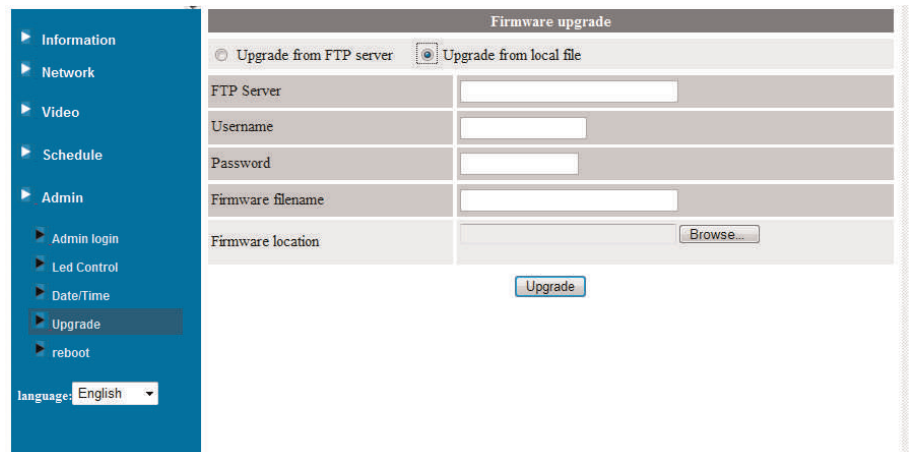 Information
Network
Video
Schedule
Admin
Admin login
Led Control
Date/Time
Upgrade
reboot
language: English
Firmware upgrade
Upgrade from FTP server Upgrade from local file
FTP Server
Username
Password
Firmware filename
Firmware location Browse...
Upgrade